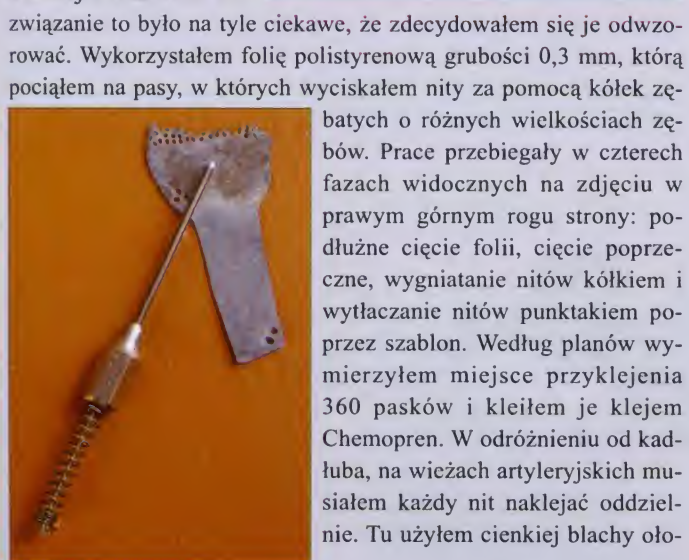 związanie to było na tyle ciekawe, że zdecydowałem się je odwzo-
rować. Wykorzystałem folię polistyrenową grubości 0,3 mm, którą
pociąłem na pasy, w których wyciskałem nity za pomocą kółek zę-
batych o różnych wielkościach zę-
bów. Prace przebiegały w czterech
fazach widocznych na zdjęciu w
prawym górnym rogu strony: po-
dłużne cięcie folii, cięcie poprze-
czne, wygniatanie nitów kółkiem i
wytłaczanie nitów punktakiem po-
przez szablon. Według planów wy-
mierzyłem miejsce przyklejenia
360 pasków i kleiłem je klejem
Chemopren. W odróżnieniu od kad-
łuba, na wieżach artyleryjskich mu-
siałem każdy nit naklejać oddziel-
nie. Tu użyłem cienkiej blachy oło-